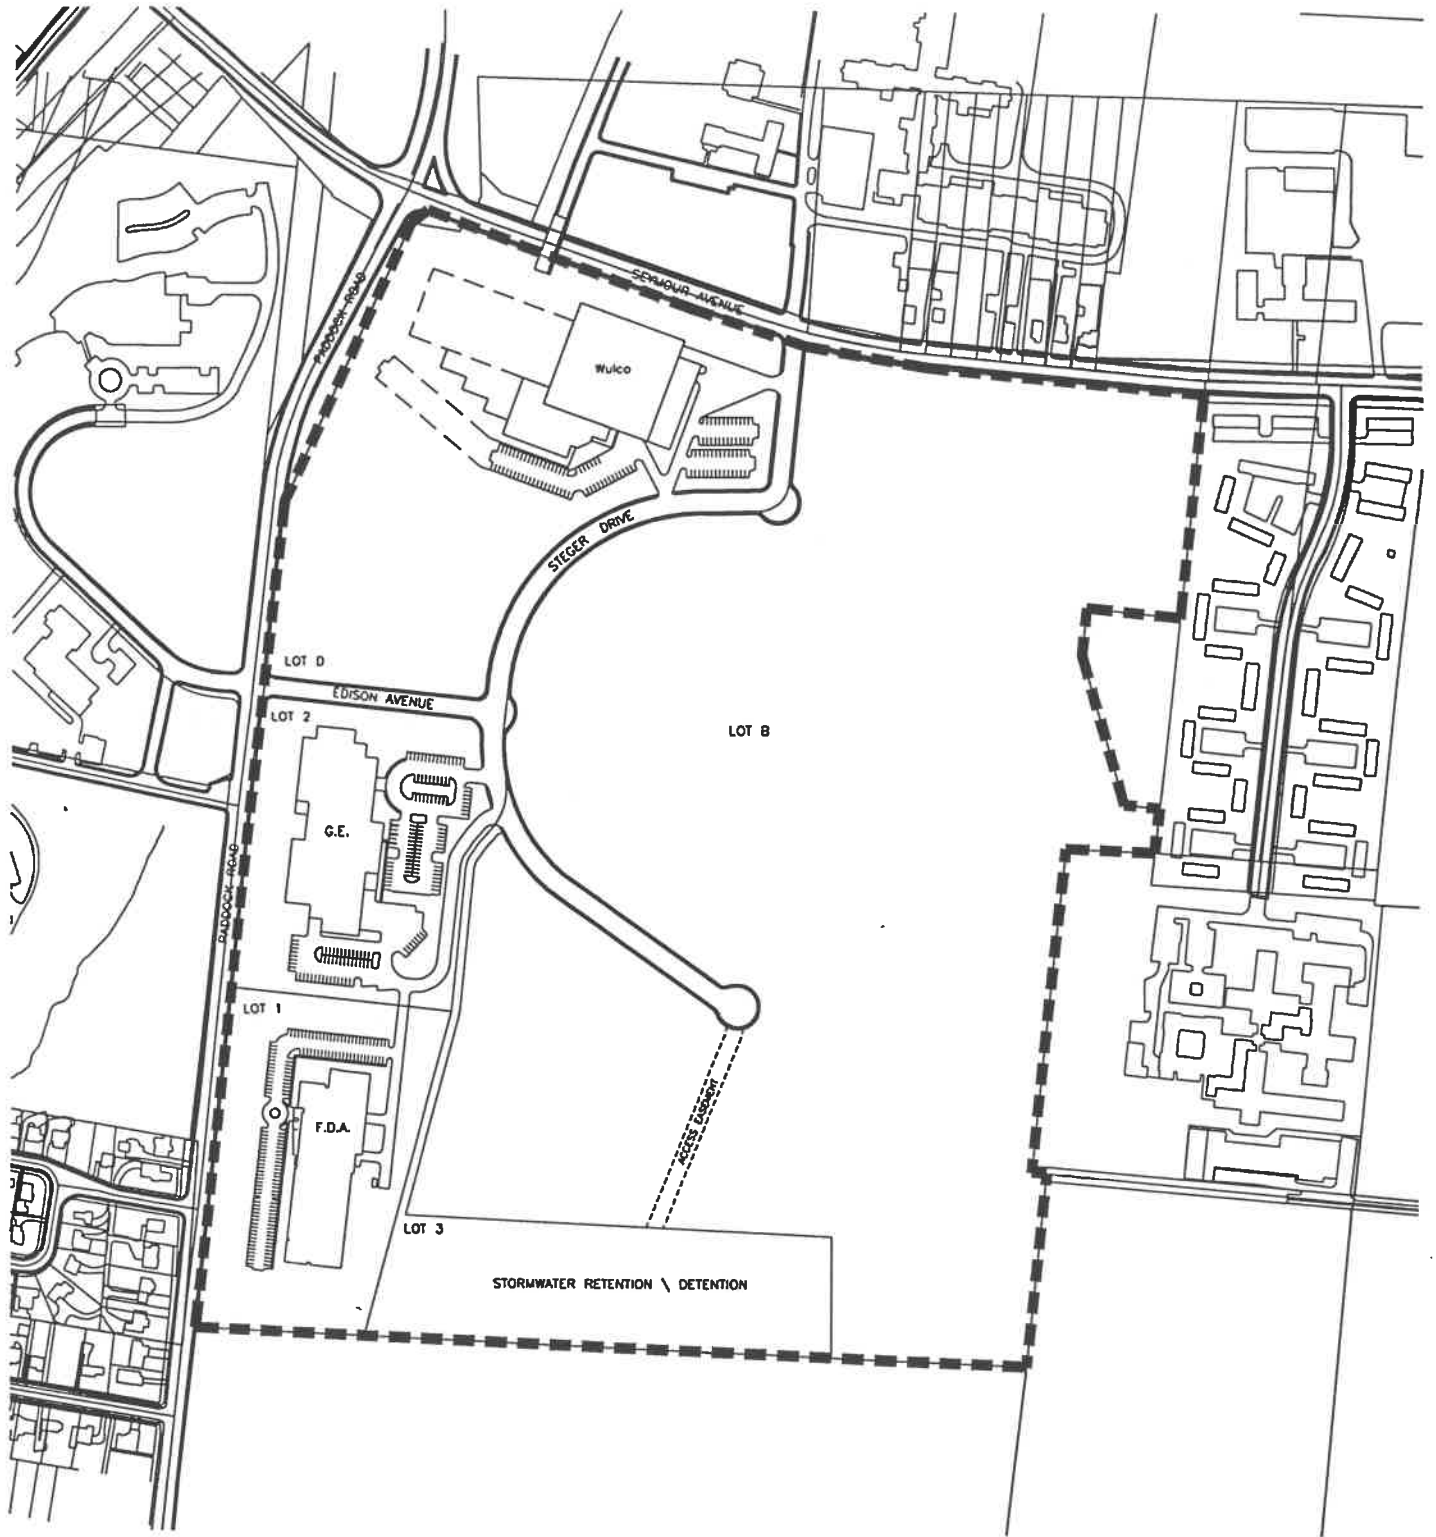 SEYMOUR AVENUE
PADDOCK ROAD
Wulco
STEGER DRIVE
LOT D
EDISON AVENUE
LOT 2
LOT B
G.E.
PADDOCK ROAD
LOT 1
F.D.A.
ACCESS EASEMENT
LOT 3
STORMWATER RETENTION \ DETENTION